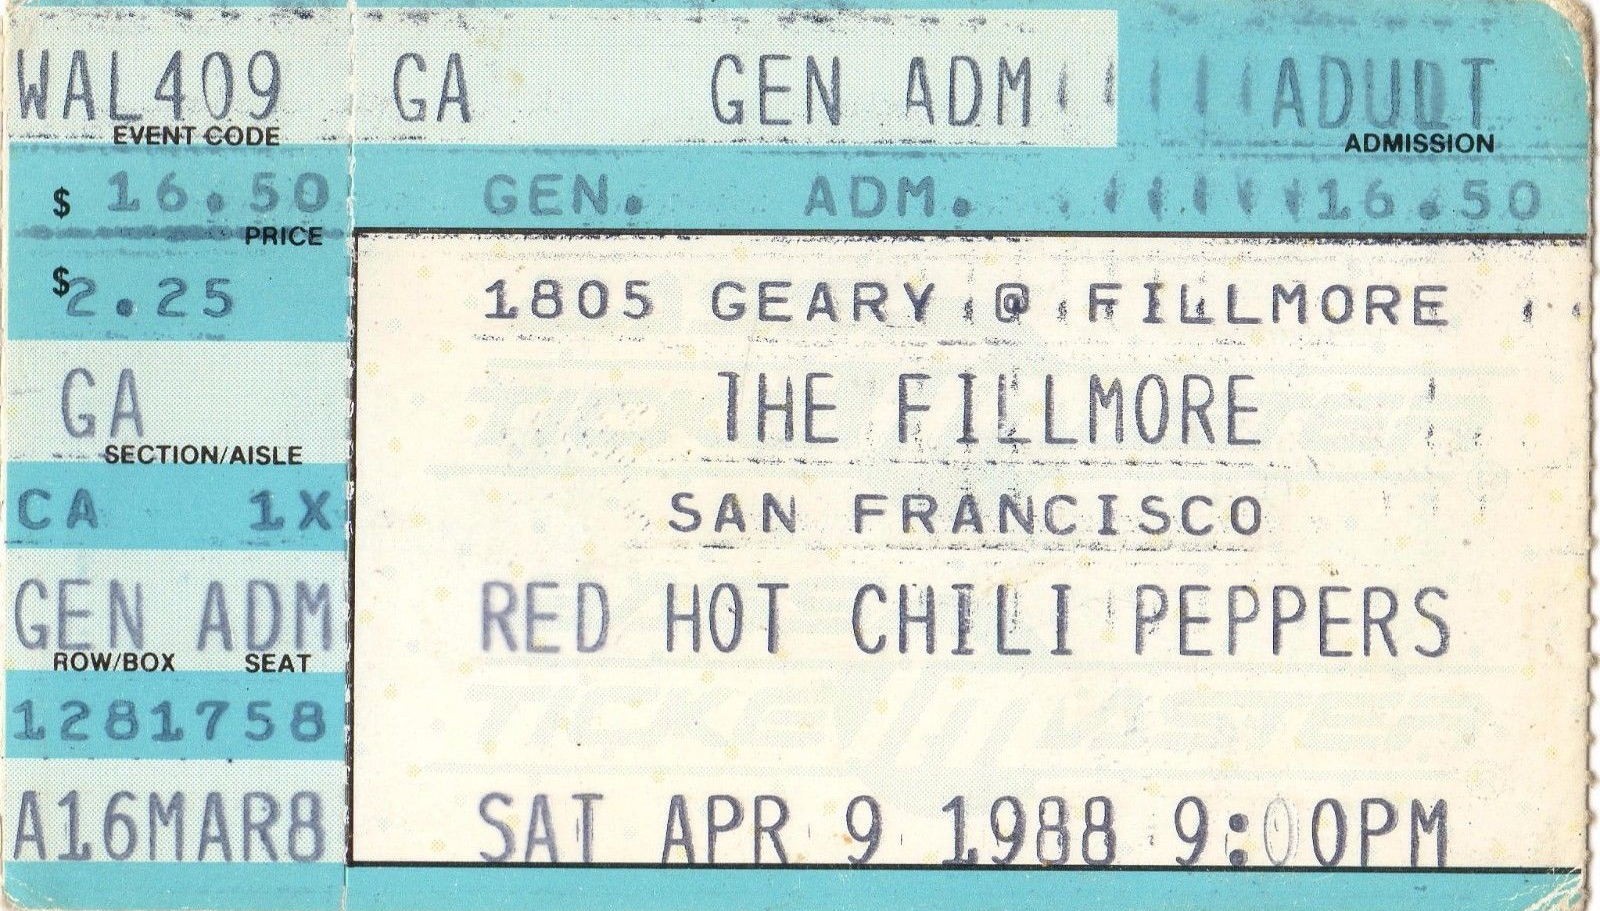 WAL409 GA GEN ADM ADULT
EVENT CODE ADMISSION
$ 16.50 GEN. ADM. 16.50
PRICE
$2.25 1805 GEARY @ FILLMORE
GA THE FILLMORE
SECTION/AISLE
CA 1X SAN FRANCISCO
GEN ADM RED HOT CHILI PEPPERS
ROW/BOX SEAT
1281758 TICKETMASTER
A16MAR8 SAT APR 9 1988 9:00PM